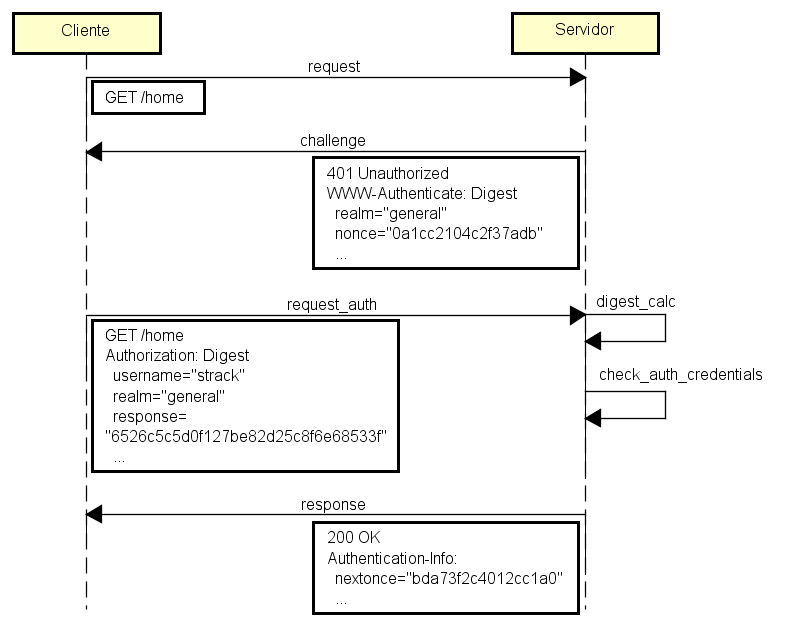 Cliente
Servidor
request
GET /home
challenge
401 Unauthorized
WWW-Authenticate: Digest
realm="general"
nonce="0a1cc2104c2f37adb"
...
request_auth
digest_calc
GET /home
Authorization: Digest
username="strack"
realm="general"
response=
"6526c5c5d0f127be82d25c8f6e68533f"
...
check_auth_credentials
response
200 OK
Authentication-Info:
nextonce="bda73f2c4012cc1a0"
...